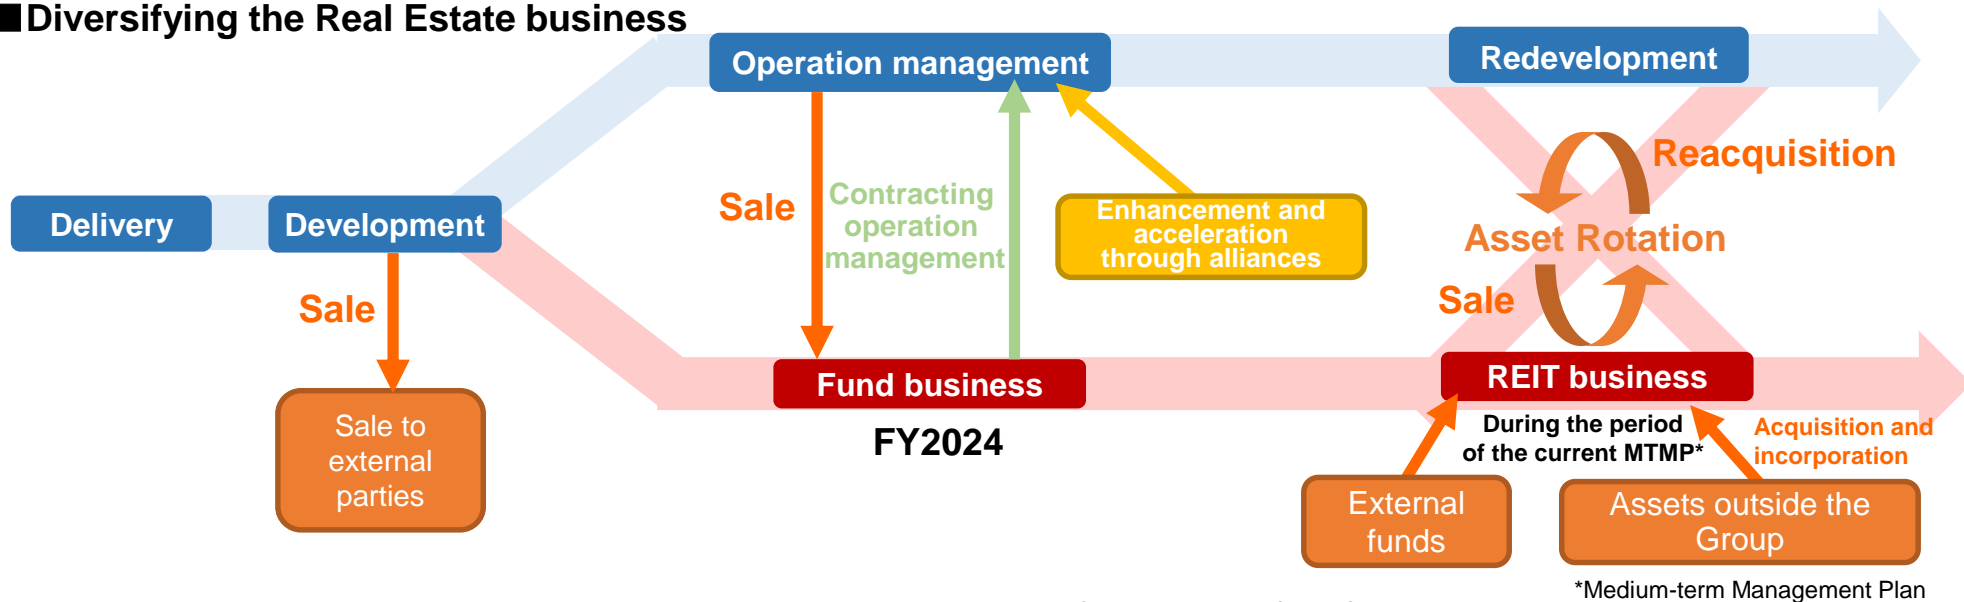 ■Diversifying the Real Estate business
Operation management
Redevelopment
Reacquisition
Sale
Contracting
operation
management
Enhancement and
acceleration
through alliances
Delivery
Development
Asset Rotation
Sale
Sale
Fund business
REIT business
FY2024
During the period
of the current MTMP*
Acquisition and
incorporation
Sale to
external
parties
External
funds
Assets outside the
Group
*Medium-term Management Plan